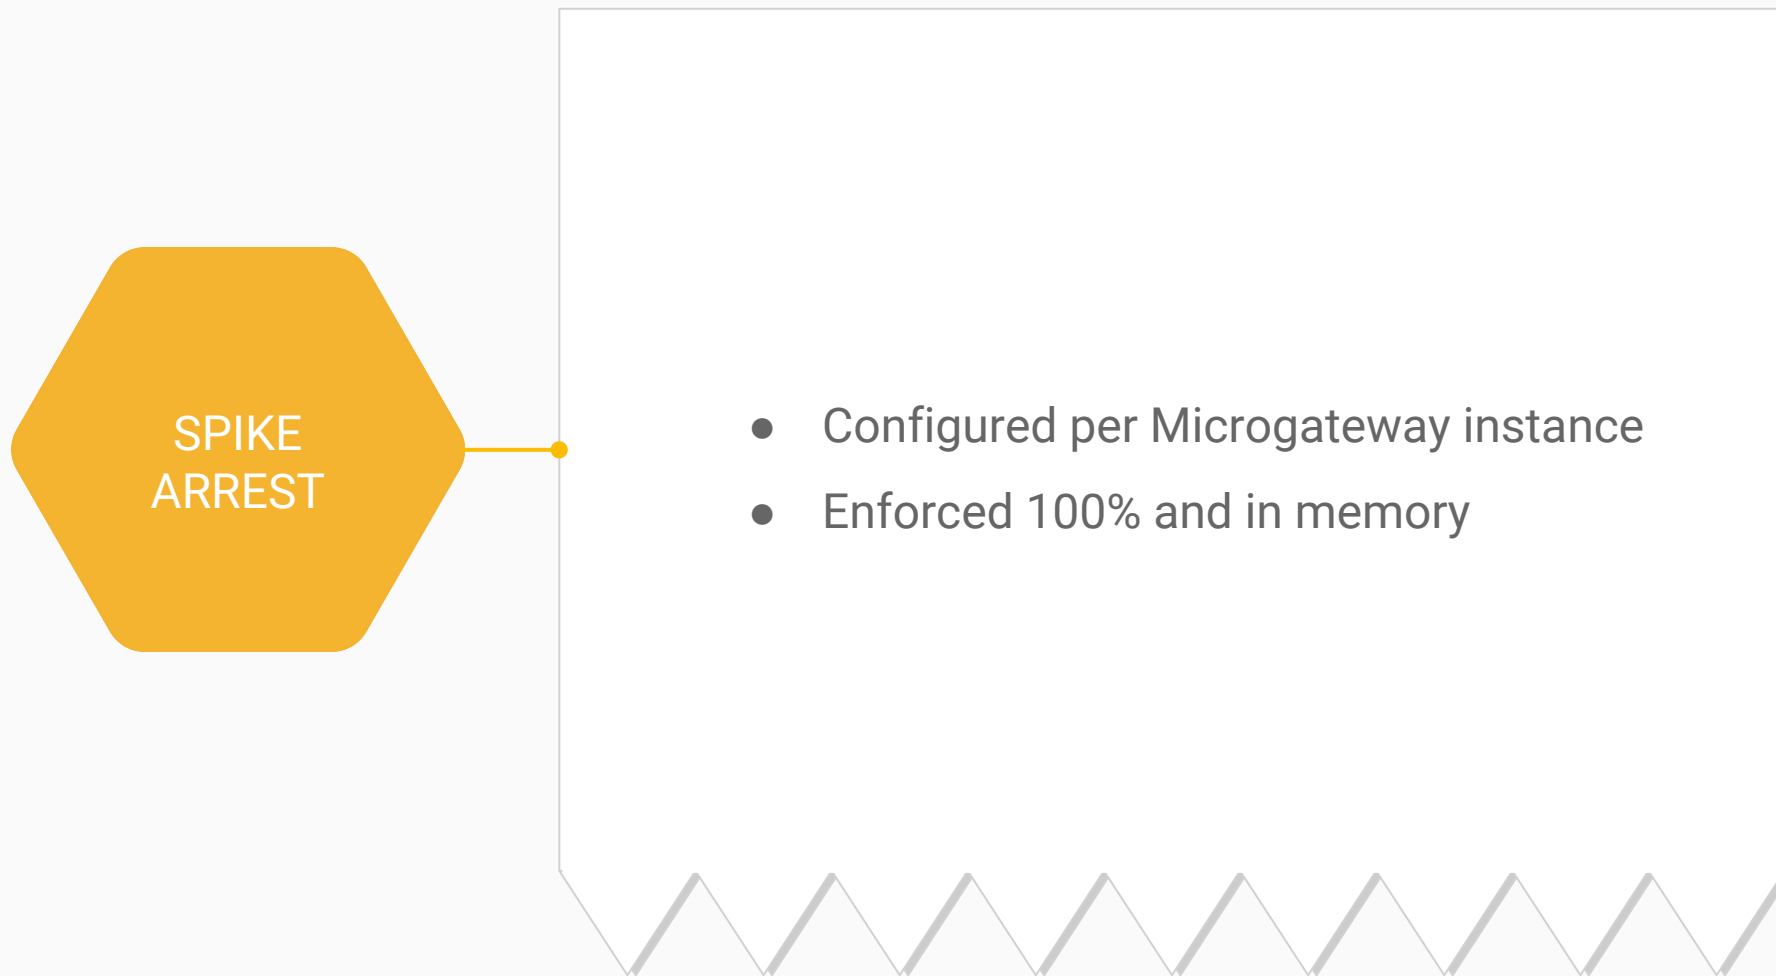 SPIKE
ARREST
● Configured per Microgateway instance
● Enforced 100% and in memory